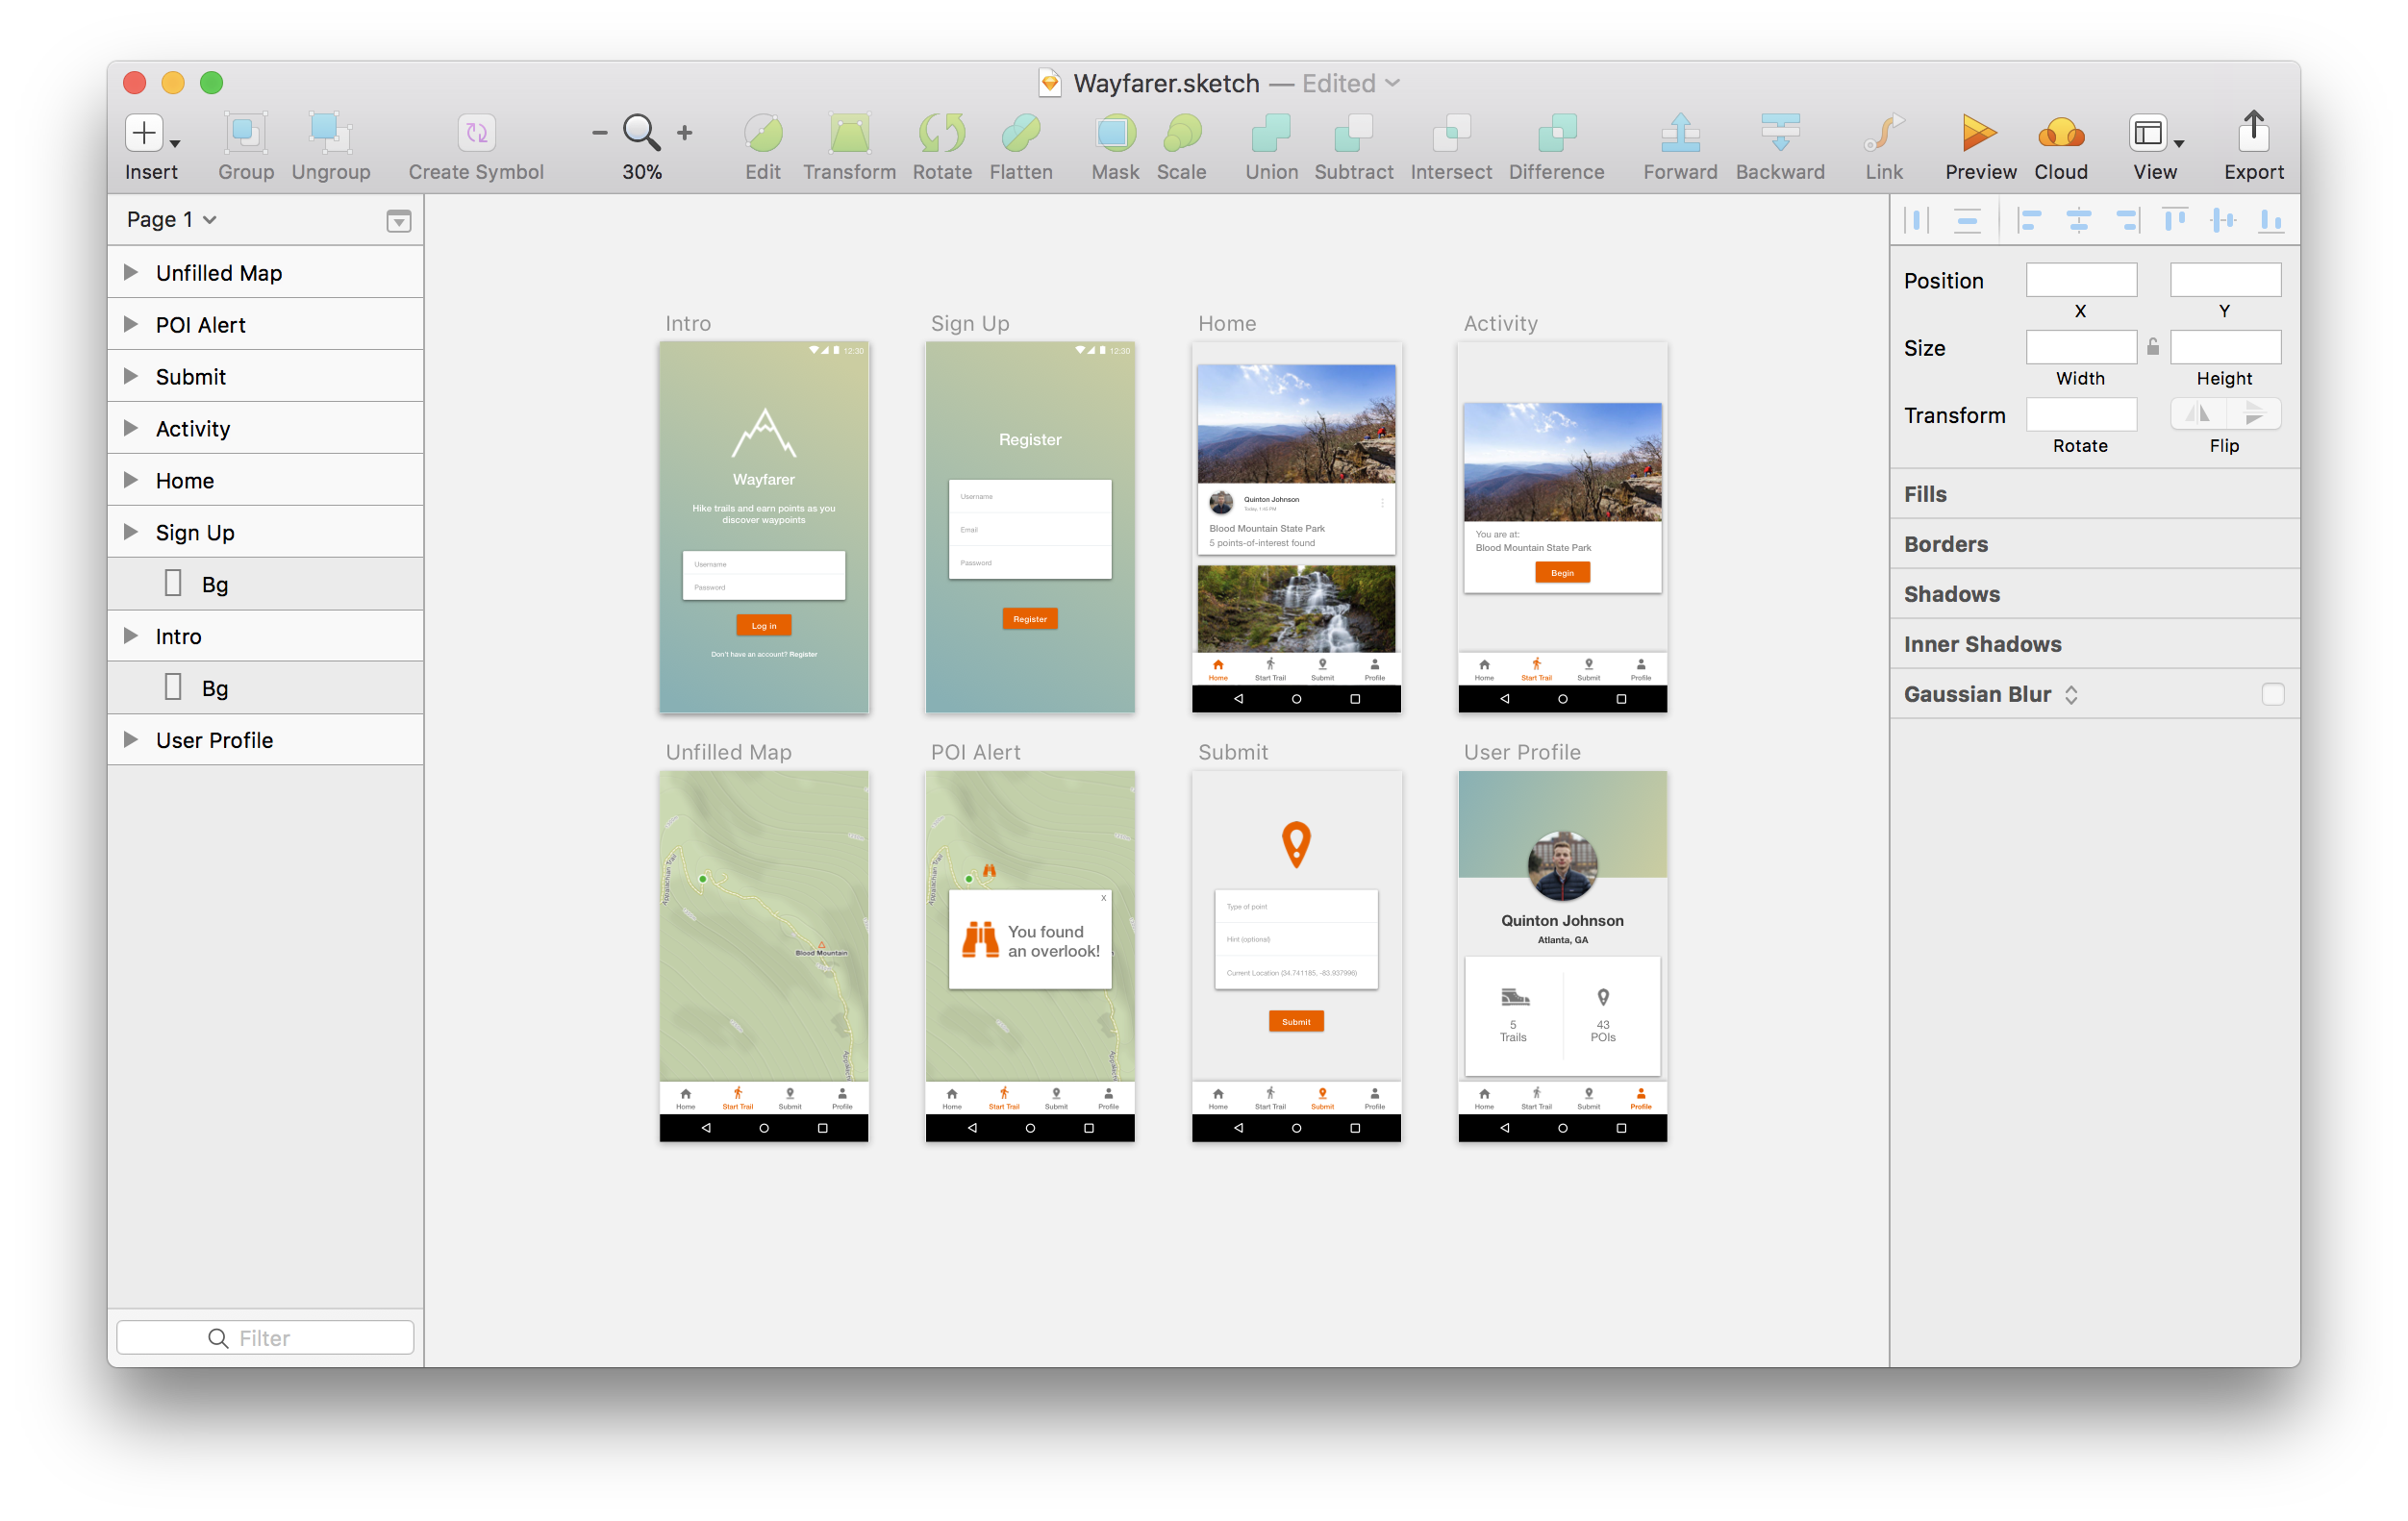 Wayfarer.sketch — Edited
Insert
Group
Ungroup
Create Symbol
30%
Edit
Transform
Rotate
Flatten
Mask
Scale
Union
Subtract
Intersect
Difference
Forward
Backward
Link
Preview
Cloud
View
Export
Page 1
Unfilled Map
POI Alert
Submit
Activity
Home
Sign Up
Bg
Intro
Bg
User Profile
Filter
Intro
12:30
Wayfarer
Hike trails and earn points as you
discover waypoints
Username
Password
Log in
Don't have an account? Register
Sign Up
12:30
Register
Username
Email
Password
Register
Home
Quinton Johnson
Today, 1:45 PM
Blood Mountain State Park
5 points-of-interest found
Home
Start Trail
Submit
Profile
Activity
You are at:
Blood Mountain State Park
Begin
Home
Start Trail
Submit
Profile
Unfilled Map
Appalachian Trail
Blood Mountain
Home
Start Trail
Submit
Profile
POI Alert
Appalachian Trail
X
You found
an overlook!
Home
Start Trail
Submit
Profile
Submit
Type of point
Hint (optional)
Current Location (34.741185, -83.937996)
Submit
Home
Start Trail
Submit
Profile
User Profile
Quinton Johnson
Atlanta, GA
5
Trails
43
POIs
Home
Start Trail
Submit
Profile
Position
X
Y
Size
Width
Height
Transform
Rotate
Flip
Fills
Borders
Shadows
Inner Shadows
Gaussian Blur